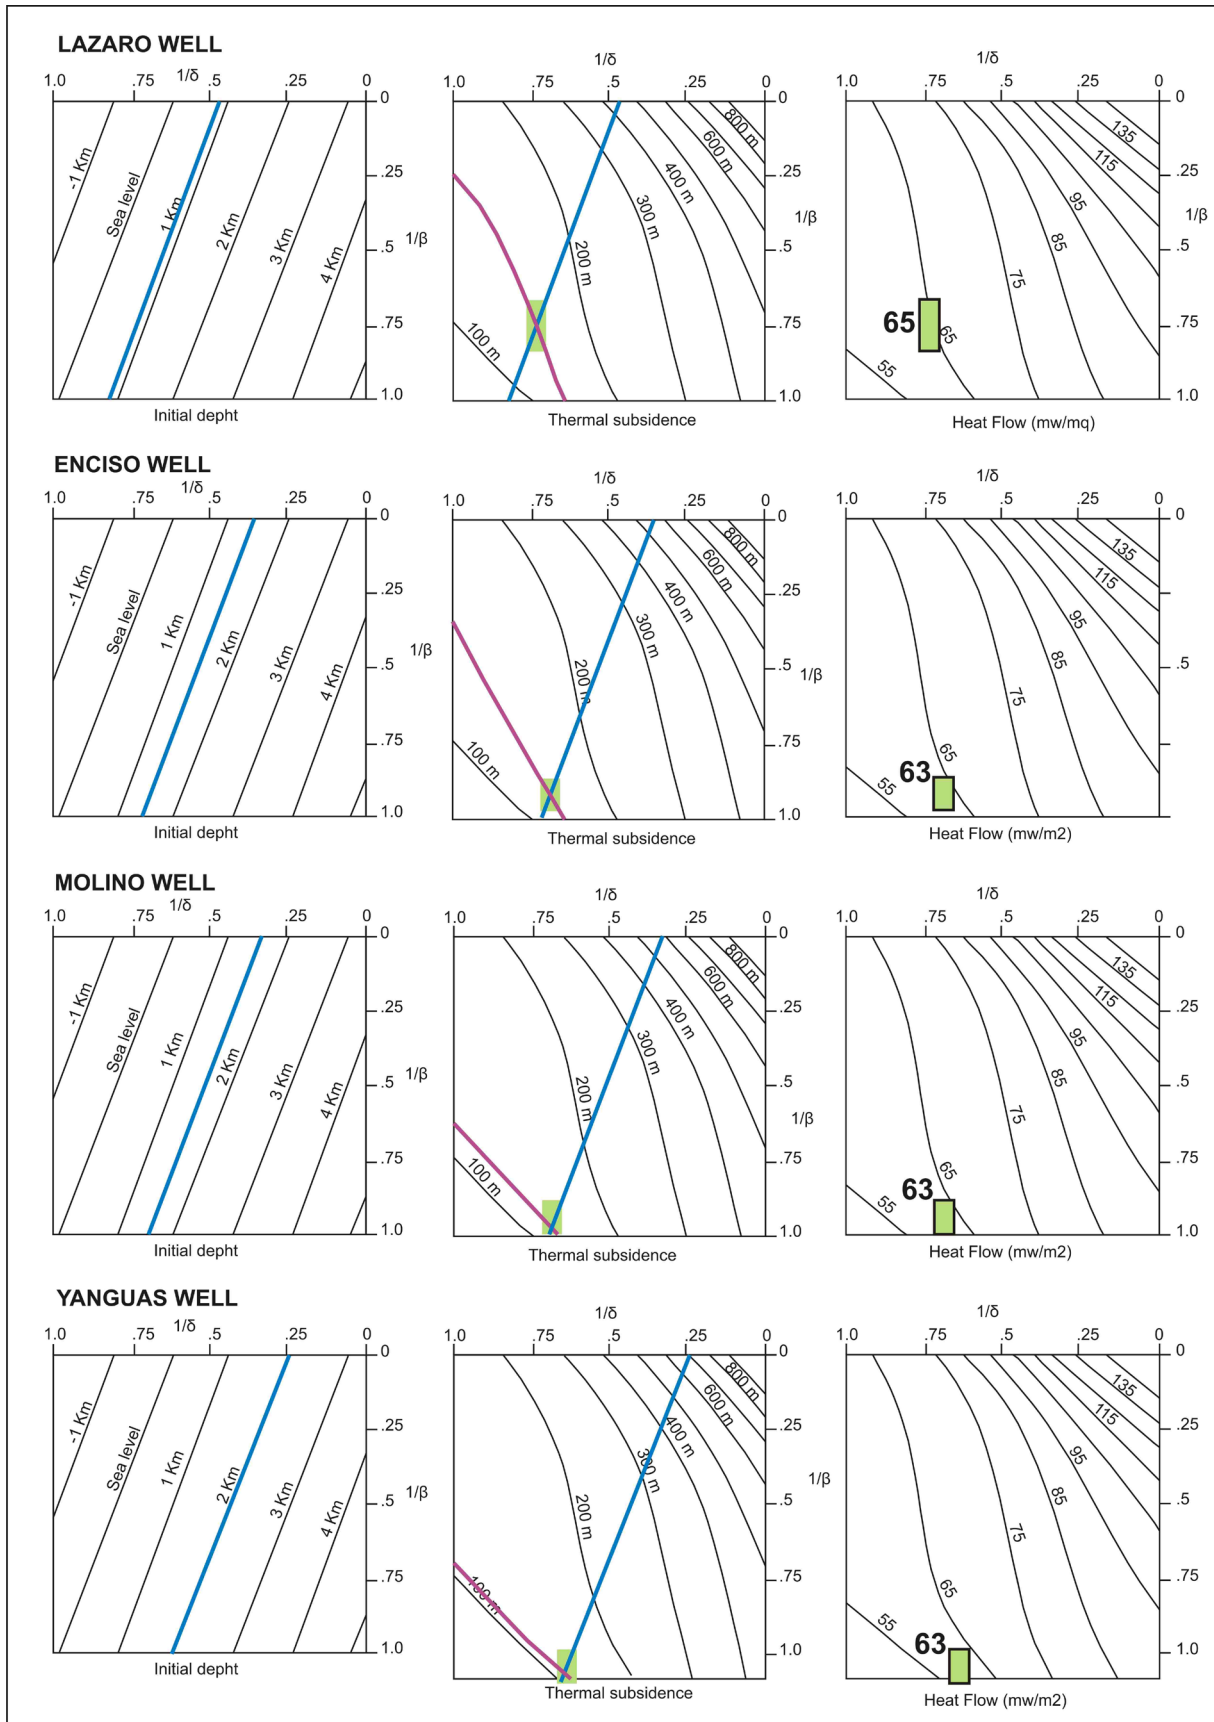 LAZARO WELL
1/δ
1.0 .75 .5 25 0
0
.25
.5
.75
1.0
1/β
-1 Km
Sea level
1 Km
2 Km
3 Km
4 Km
Initial depht
1/δ
1.0 .75 .5 0.25 0
0
.25
1/β
.5
.75
1.0
100 m
200 m
300 m
400 m
600 m
800 m
Thermal subsidence
1/δ
1.0 .75 .5 0.25 0
0
.25
1/β
.5
.75
1.0
55
65
65
75
85
95
115
135
Heat Flow (mw/mq)
ENCISO WELL
1/δ
1.0 .75 .5 .25 0
0
.25
.5
.75
1.0
1/β
-1 Km
Sea level
1 Km
2 Km
3 Km
4 Km
Initial depht
1/δ
1.0 .75 .5 .25 0
0
.25
.5
1/β
.75
1.0
100 m
200 m
300 m
400 m
600 m
800 m
Thermal subsidence
1/δ
1.0 .75 .5 .25 0
0
.5
55
63
65
75
85
95
115
135
Heat Flow (mw/m2)
MOLINO WELL
1/δ
1.0 .75 .5 .25 0
0
.25
.5
.75
1.0
1/β
-1 Km
Sea level
1 Km
2 Km
3 Km
4 Km
Initial depht
1/δ
1.0 .75 .5 .25 0
0
.25
.5
1/β
.75
1.0
100 m
200 m
300 m
400 m
600 m
800 m
Thermal subsidence
1/δ
1.0 .75 .5 .25 0
0
.25
.5
.75
1.0
55
63
65
75
85
95
115
135
Heat Flow (mw/m2)
YANGUAS WELL
1/δ
1.0 .75 .5 .25 0
0
.25
.5
.75
1.0
1/β
-1 Km
Sea level
1 Km
2 Km
3 Km
4 Km
Initial depht
1/δ
1.0 .75 .5 .25 0
0
.25
1/β
.5
.75
1.0
100 m
200 m
300 m
400 m
600 m
800 m
Thermal subsidence
1/δ
1.0 .75 .5 .25 0
0
.25
.5
.75
1.0
55
63
65
75
85
95
115
135
Heat Flow (mw/m2)